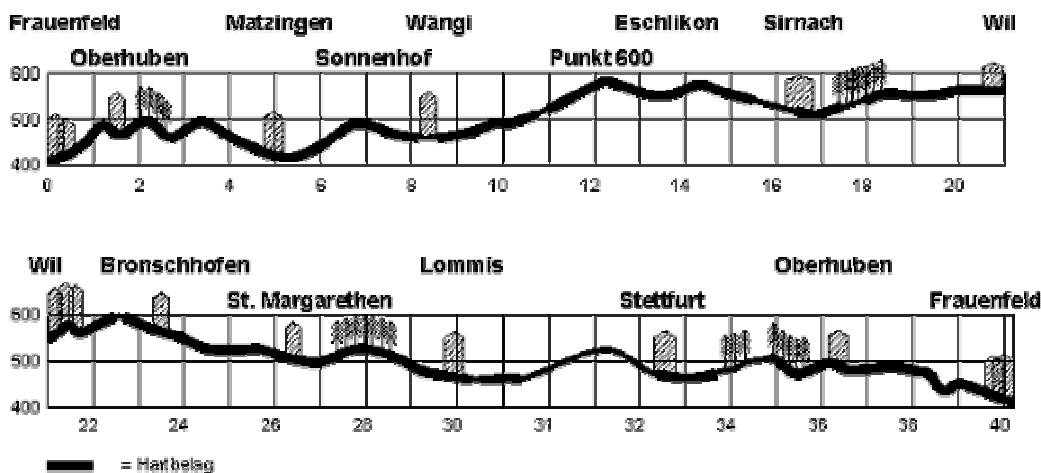 Frauenfeld Matzingen Wängi Eschlikon Sirnach Wil
Oberhuben Sonnenhof Punkt 600
600
500
400
0 2 4 6 8 10 12 14 16 18 20
Wil Bronschhofen Lommis Oberhuben
St. Margarethen Stettfurt Frauenfeld
600
500
400
22 24 26 28 30 31 32 34 36 38 40
= Hartbelag